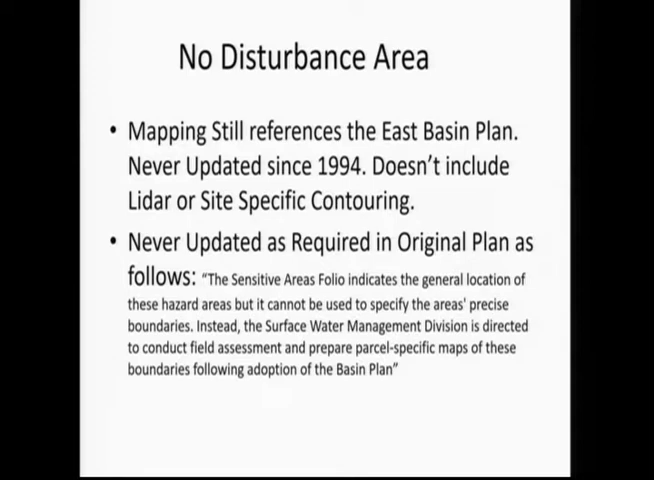 No Disturbance Area
• Mapping Still references the East Basin Plan.
Never Updated since 1994. Doesn't include
Lidar or Site Specific Contouring.
• Never Updated as Required in Original Plan as
follows: "The Sensitive Areas Folio indicates the general location of
these hazard areas but it cannot be used to specify the areas' precise
boundaries. Instead, the Surface Water Management Division is directed
to conduct field assessment and prepare parcel-specific maps of these
boundaries following adoption of the Basin Plan"